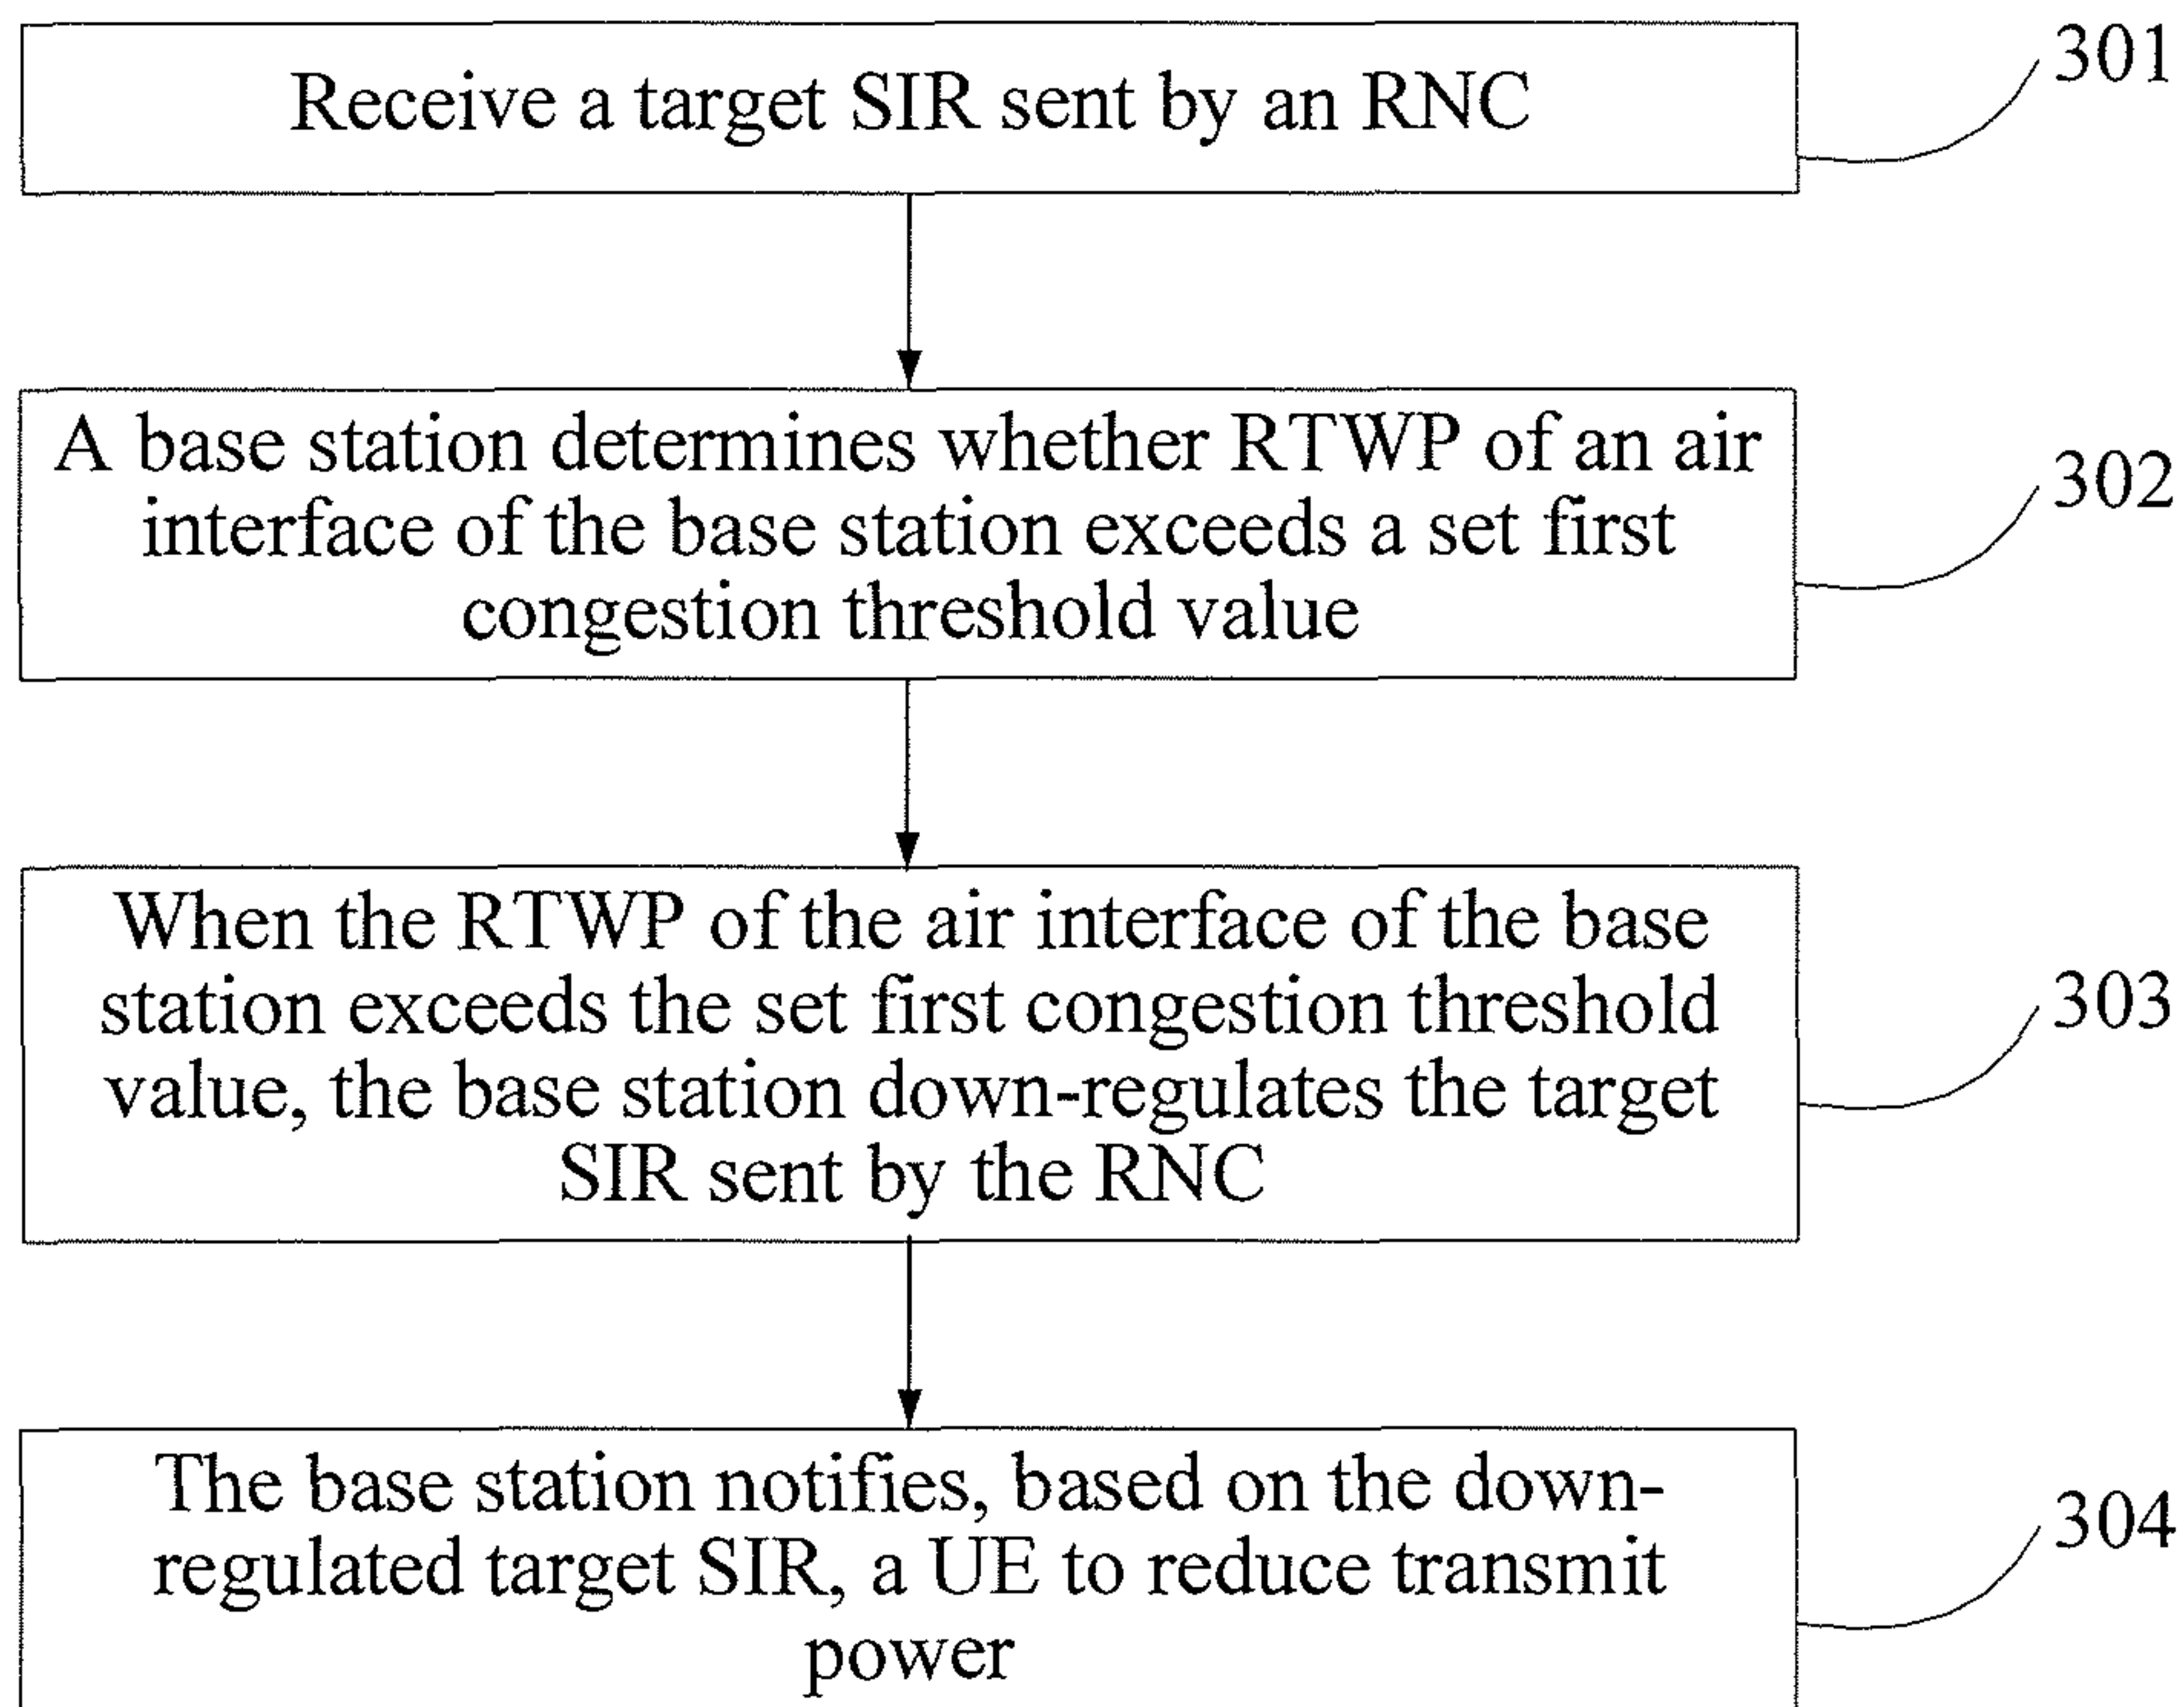 Receive a target SIR sent by an RNC
301
A base station determines whether RTWP of an air
interface of the base station exceeds a set first
congestion threshold value
302
When the RTWP of the air interface of the base
station exceeds the set first congestion threshold
value, the base station down-regulates the target
SIR sent by the RNC
303
The base station notifies, based on the down-
regulated target SIR, a UE to reduce transmit
power
304